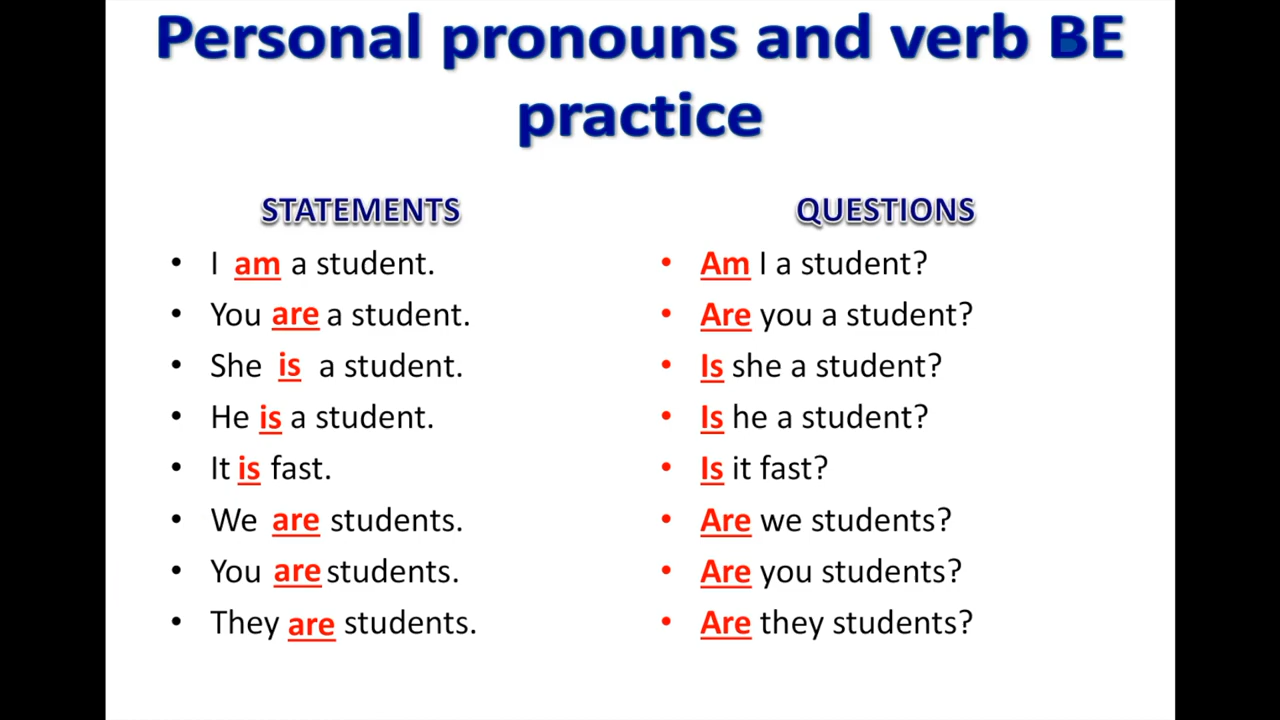 Personal pronouns and verb BE
practice
STATEMENTS
• I am a student.
• You are a student.
• She is a student.
• He is a student.
• It is fast.
• We are students.
• You are students.
• They are students.
QUESTIONS
• Am I a student?
• Are you a student?
• Is she a student?
• Is he a student?
• Is it fast?
• Are we students?
• Are you students?
• Are they students?